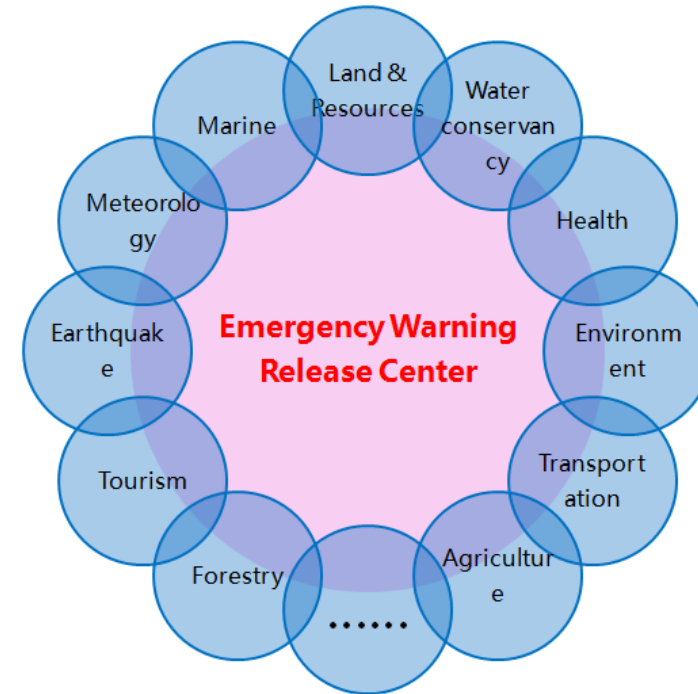 Land &
Resources
Water
conservan
cy
Marine
Meteorolo
gy
Health
Earthquak
e
Emergency Warning
Release Center
Environm
ent
Tourism
Transport
ation
Forestry
Agricultur
e
......